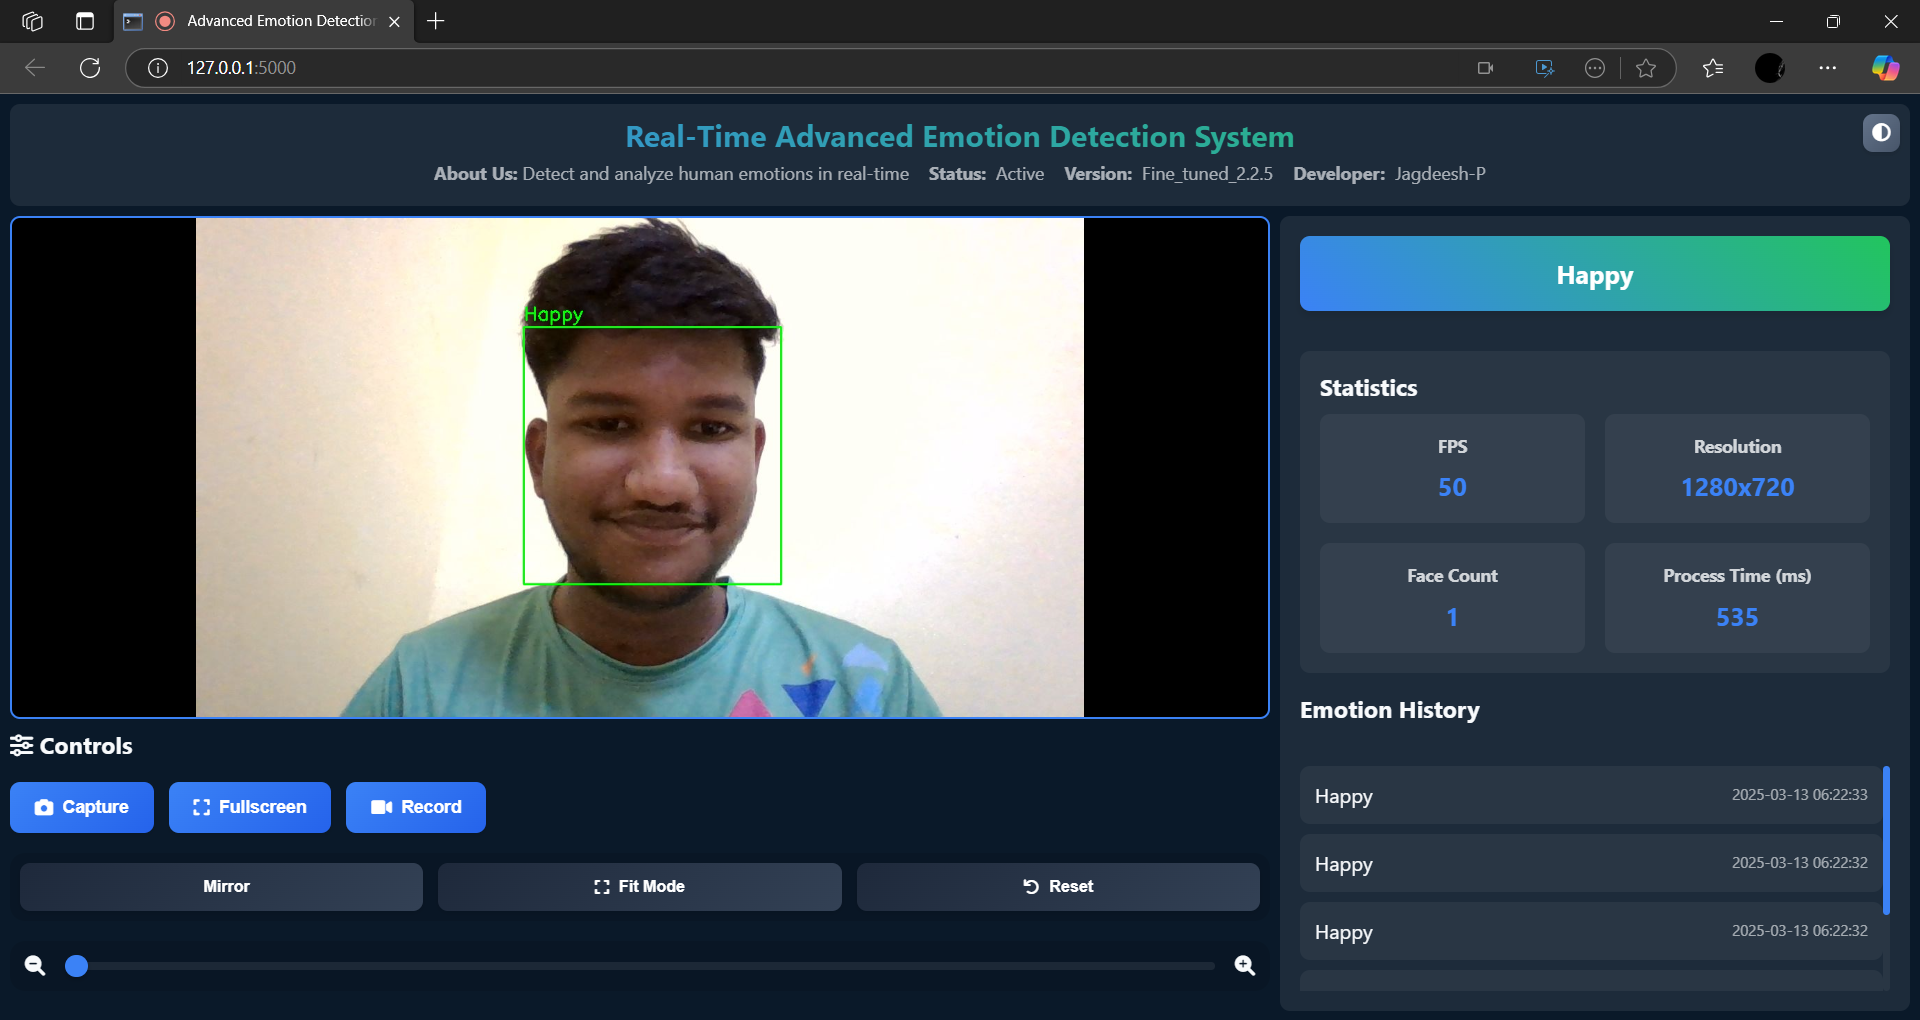 Advanced Emotion Detectio
127.0.0.1:5000
Real-Time Advanced Emotion Detection System
About Us: Detect and analyze human emotions in real-time Status: Active Version: Fine_tuned_2.2.5 Developer: Jagdeesh-P
Happy
Happy
Statistics
FPS
50
Resolution
1280x720
Face Count
1
Process Time (ms)
535
Emotion History
Happy 2025-03-13 06:22:33
Happy 2025-03-13 06:22:32
Happy 2025-03-13 06:22:32
Controls
Capture
Fullscreen
Record
Mirror
Fit Mode
Reset